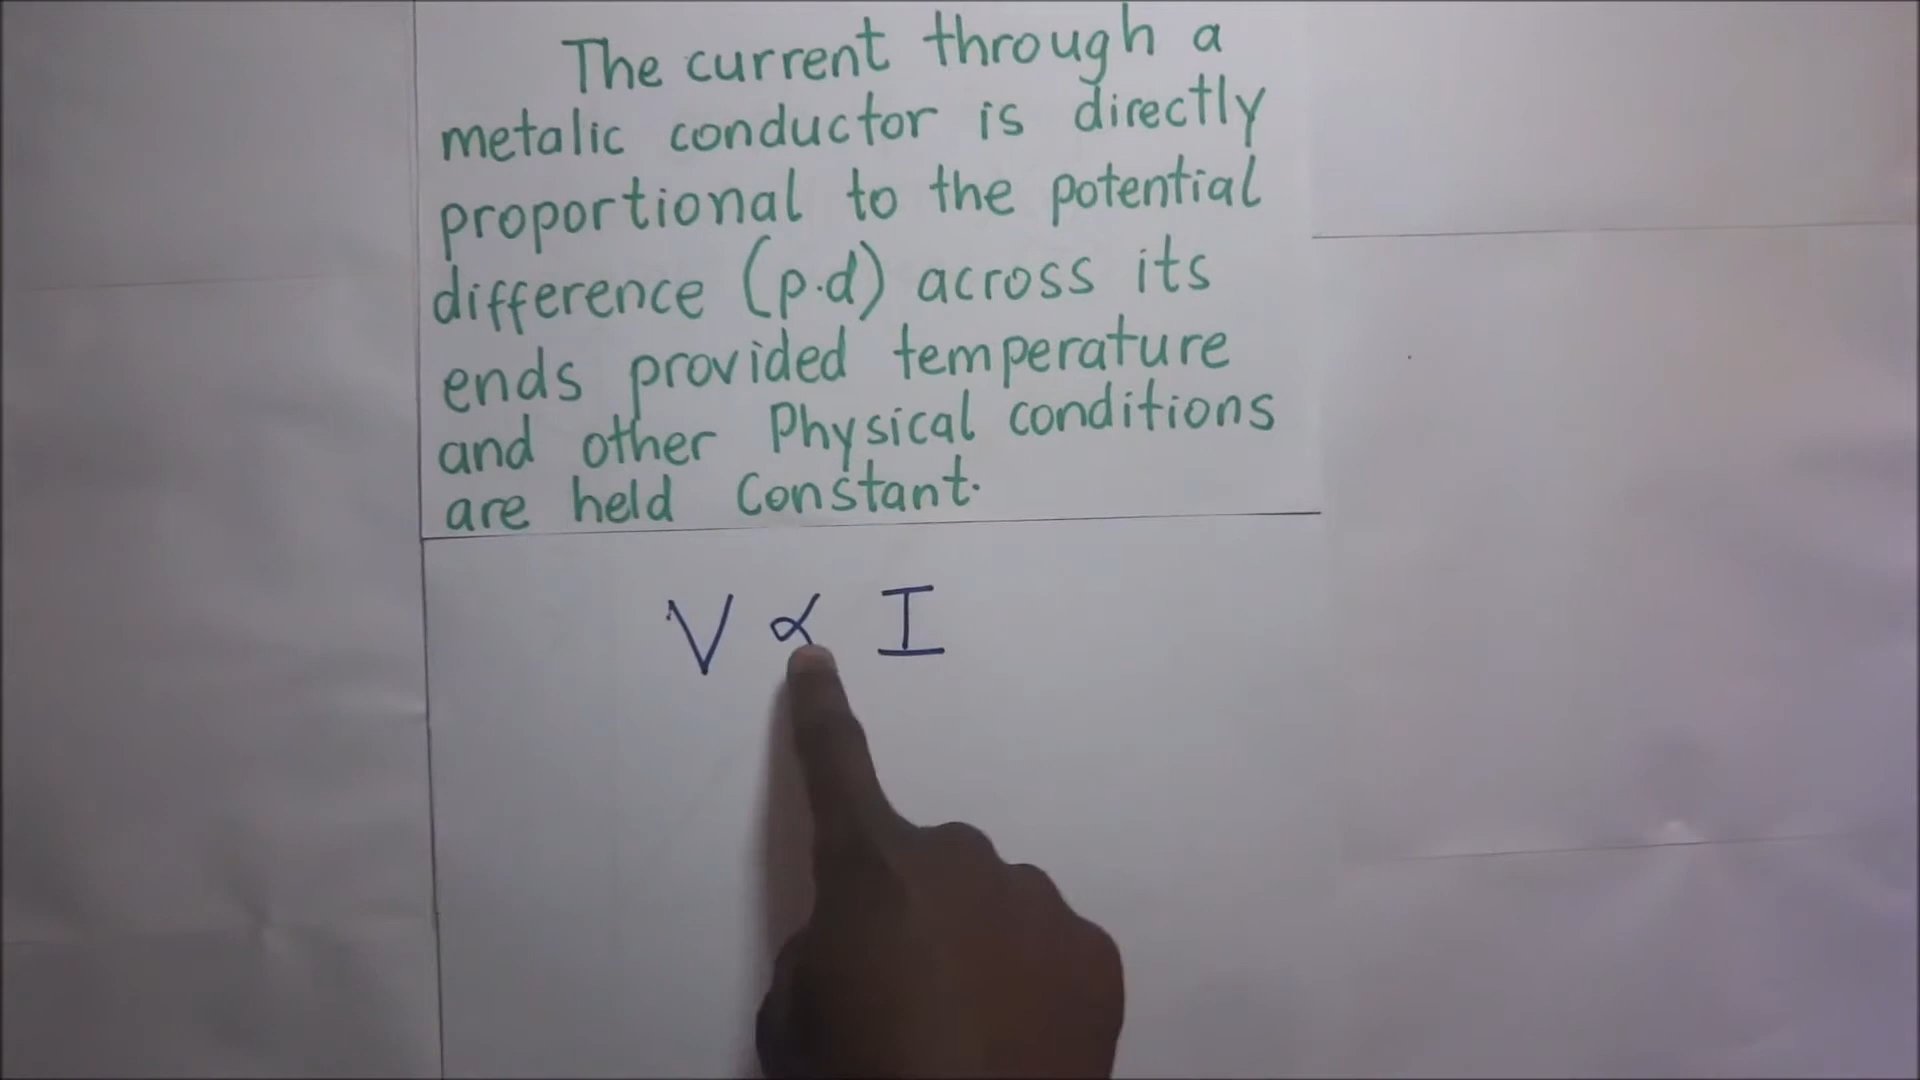 The current through a
metalic conductor is directly
proportional to the potential
difference (p.d) across its
ends provided temperature
and other Physical conditions
are held Constant.
V ∝ I